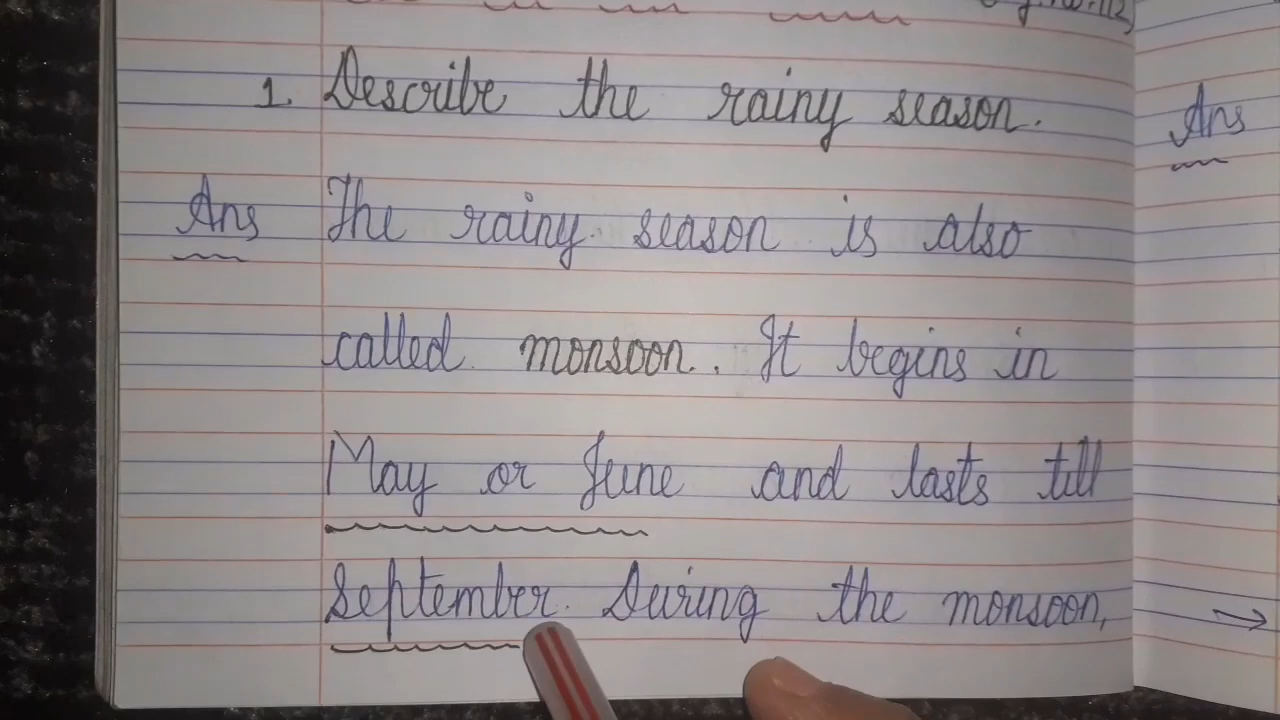 1. Describe the rainy season.
Ans The rainy season is also
called monsoon. It begins in
May or June and lasts till
September. During the monsoon,
Ans
→